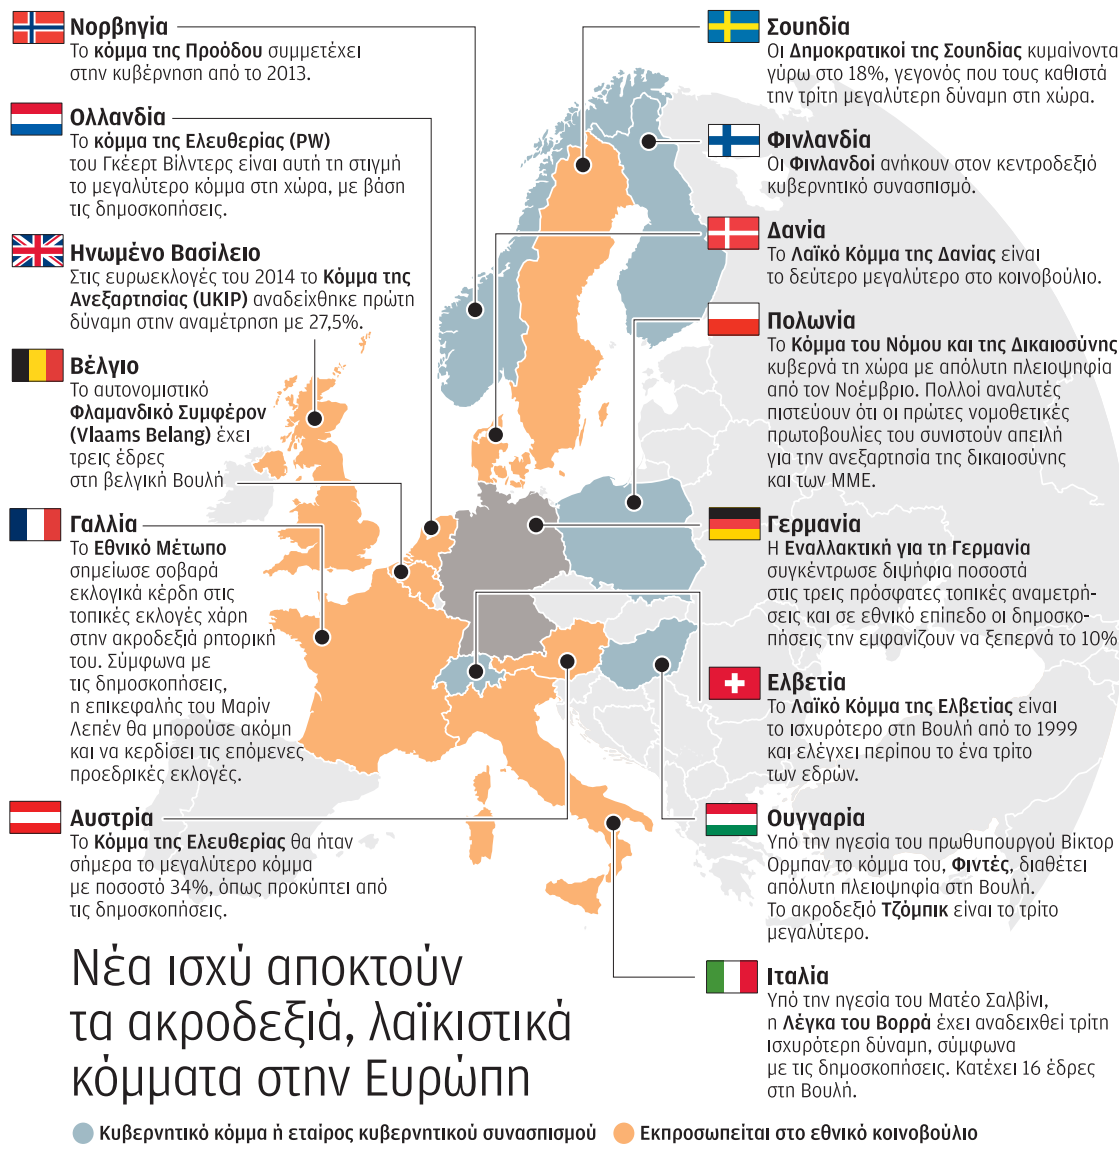 Νορβηγία
Το κόμμα της Προόδου συμμετέχει
στην κυβέρνηση από το 2013.
Ολλανδία
Το κόμμα της Ελευθερίας (PW)
του Γκέερτ Βίλντερς είναι αυτή τη στιγμή
το μεγαλύτερο κόμμα στη χώρα, με βάση
τις δημοσκοπήσεις.
Ηνωμένο Βασίλειο
Στις ευρωεκλογές του 2014 το Κόμμα της
Ανεξαρτησίας (UKIP) αναδείχθηκε πρώτη
δύναμη στην αναμέτρηση με 27,5%.
Βέλγιο
Το αυτονομιστικό
Φλαμανδικό Συμφέρον
(Vlaams Belang) έχει
τρεις έδρες
στη βελγική Βουλή
Γαλλία
Το Εθνικό Μέτωπο
σημείωσε σοβαρά
εκλογικά κέρδη στις
τοπικές εκλογές χάρη
στην ακροδεξιά ρητορική
του. Σύμφωνα με
τις δημοσκοπήσεις,
η επικεφαλής του Μαρίν
Λεπέν θα μπορούσε ακόμη
και να κερδίσει τις επόμενες
προεδρικές εκλογές.
Αυστρία
Το Κόμμα της Ελευθερίας θα ήταν
σήμερα το μεγαλύτερο κόμμα
με ποσοστό 34%, όπως προκύπτει από
τις δημοσκοπήσεις.
Σουηδία
Οι Δημοκρατικοί της Σουηδίας κυμαίνοντα
γύρω στο 18%, γεγονός που τους καθιστά
την τρίτη μεγαλύτερη δύναμη στη χώρα.
Φινλανδία
Οι Φινλανδοί ανήκουν στον κεντροδεξιό
κυβερνητικό συνασπισμό.
Δανία
Το Λαϊκό Κόμμα της Δανίας είναι
το δεύτερο μεγαλύτερο στο κοινοβούλιο.
Πολωνία
Το Κόμμα του Νόμου και της Δικαιοσύνης
κυβερνά τη χώρα με απόλυτη πλειοψηφία
από τον Νοέμβριο. Πολλοί αναλυτές
πιστεύουν ότι οι πρώτες νομοθετικές
πρωτοβουλίες του συνιστούν απειλή
για την ανεξαρτησία της δικαιοσύνης
και των ΜΜΕ.
Γερμανία
Η Εναλλακτική για τη Γερμανία
συγκέντρωσε διψήφια ποσοστά
στις τρεις πρόσφατες τοπικές αναμετρή-
σεις και σε εθνικό επίπεδο οι δημοσκο-
πήσεις την εμφανίζουν να ξεπερνά το 10%
Ελβετία
Το Λαϊκό Κόμμα της Ελβετίας είναι
το ισχυρότερο στη Βουλή από το 1999
και ελέγχει περίπου το ένα τρίτο
των εδρών.
Ουγγαρία
Υπό την ηγεσία του πρωθυπουργού Βίκτορ
Ορμπαν το κόμμα του, Φιντές, διαθέτει
απόλυτη πλειοψηφία στη Βουλή.
Το ακροδεξιό Τζόμπικ είναι το τρίτο
μεγαλύτερο.
Ιταλία
Υπό την ηγεσία του Ματέο Σαλβίνι,
η Λέγκα του Βορρά έχει αναδειχθεί τρίτη
ισχυρότερη δύναμη, σύμφωνα
με τις δημοσκοπήσεις. Κατέχει 16 έδρες
στη Βουλή.
Νέα ισχύ αποκτούν
τα ακροδεξιά, λαϊκιστικά
κόμματα στην Ευρώπη
Κυβερνητικό κόμμα ή εταίρος κυβερνητικού συνασπισμού
Εκπροσωπείται στο εθνικό κοινοβούλιο